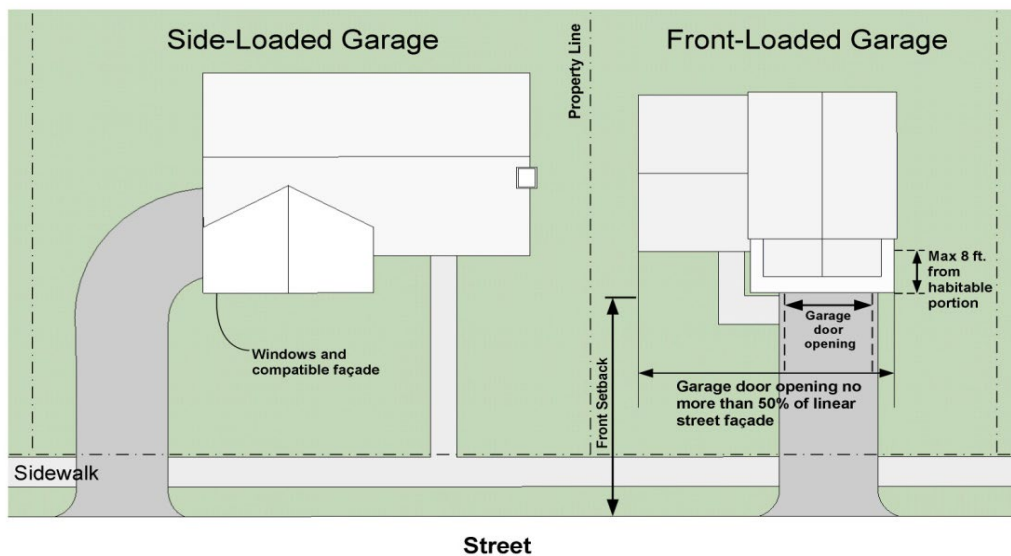 Side-Loaded Garage
Property Line
Front-Loaded Garage
Max 8 ft.
from
habitable
portion
Garage
door
opening
Windows and
compatible façade
Front Setback
Garage door opening no
more than 50% of linear
street façade
Sidewalk
Street